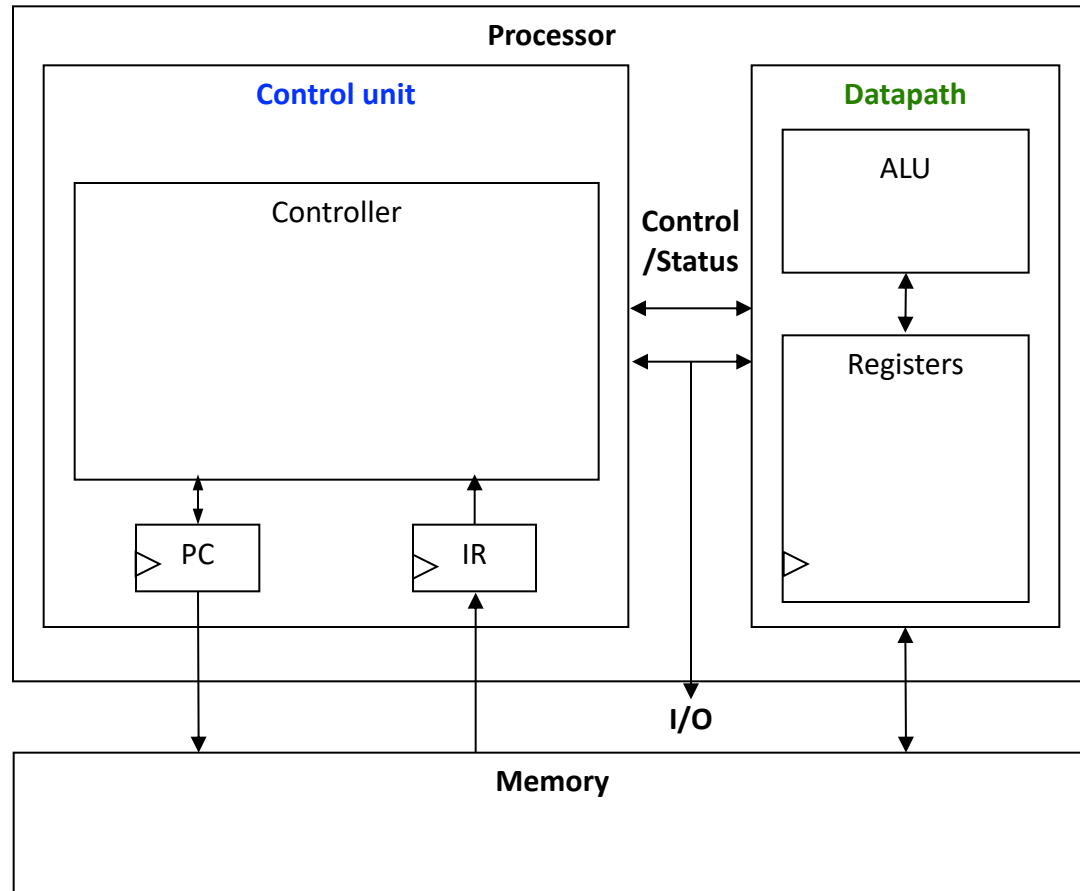 Processor
Control unit
Datapath
Controller
ALU
Control
/Status
Registers
PC
IR
I/O
Memory